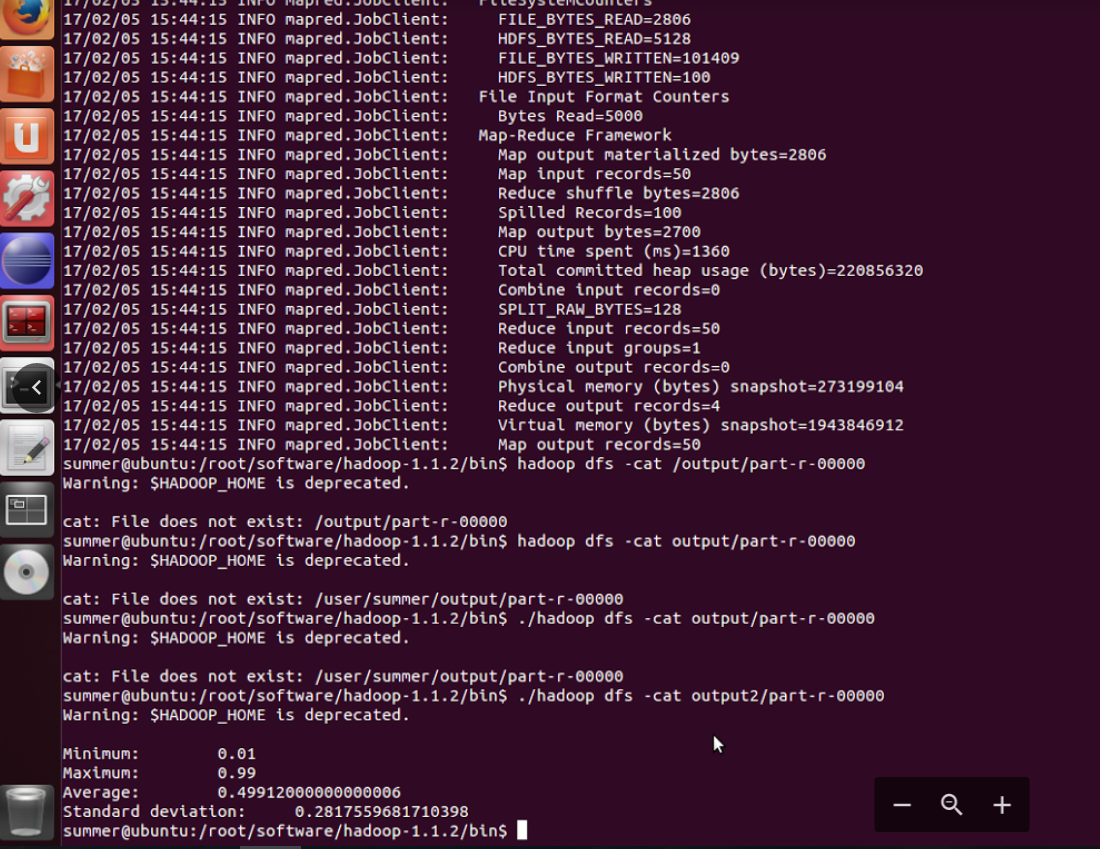 17/02/05 15:44:15 INFO mapred.JobClient:   FileSystemCounters
17/02/05 15:44:15 INFO mapred.JobClient:     FILE_BYTES_READ=2806
17/02/05 15:44:15 INFO mapred.JobClient:     HDFS_BYTES_READ=5128
17/02/05 15:44:15 INFO mapred.JobClient:     FILE_BYTES_WRITTEN=101409
17/02/05 15:44:15 INFO mapred.JobClient:     HDFS_BYTES_WRITTEN=100
17/02/05 15:44:15 INFO mapred.JobClient:   File Input Format Counters
17/02/05 15:44:15 INFO mapred.JobClient:     Bytes Read=5000
17/02/05 15:44:15 INFO mapred.JobClient:   Map-Reduce Framework
17/02/05 15:44:15 INFO mapred.JobClient:     Map output materialized bytes=2806
17/02/05 15:44:15 INFO mapred.JobClient:     Map input records=50
17/02/05 15:44:15 INFO mapred.JobClient:     Reduce shuffle bytes=2806
17/02/05 15:44:15 INFO mapred.JobClient:     Spilled Records=100
17/02/05 15:44:15 INFO mapred.JobClient:     Map output bytes=2700
17/02/05 15:44:15 INFO mapred.JobClient:     CPU time spent (ms)=1360
17/02/05 15:44:15 INFO mapred.JobClient:     Total committed heap usage (bytes)=220856320
17/02/05 15:44:15 INFO mapred.JobClient:     Combine input records=0
17/02/05 15:44:15 INFO mapred.JobClient:     SPLIT_RAW_BYTES=128
17/02/05 15:44:15 INFO mapred.JobClient:     Reduce input records=50
17/02/05 15:44:15 INFO mapred.JobClient:     Reduce input groups=1
17/02/05 15:44:15 INFO mapred.JobClient:     Combine output records=0
17/02/05 15:44:15 INFO mapred.JobClient:     Physical memory (bytes) snapshot=273199104
17/02/05 15:44:15 INFO mapred.JobClient:     Reduce output records=4
17/02/05 15:44:15 INFO mapred.JobClient:     Virtual memory (bytes) snapshot=1943846912
17/02/05 15:44:15 INFO mapred.JobClient:     Map output records=50
summer@ubuntu:/root/software/hadoop-1.1.2/bin$ hadoop dfs -cat /output/part-r-00000
Warning: $HADOOP_HOME is deprecated.

cat: File does not exist: /output/part-r-00000
summer@ubuntu:/root/software/hadoop-1.1.2/bin$ hadoop dfs -cat output/part-r-00000
Warning: $HADOOP_HOME is deprecated.

cat: File does not exist: /user/summer/output/part-r-00000
summer@ubuntu:/root/software/hadoop-1.1.2/bin$ ./hadoop dfs -cat output/part-r-00000
Warning: $HADOOP_HOME is deprecated.

cat: File does not exist: /user/summer/output/part-r-00000
summer@ubuntu:/root/software/hadoop-1.1.2/bin$ ./hadoop dfs -cat output2/part-r-00000
Warning: $HADOOP_HOME is deprecated.

Minimum:        0.01
Maximum:        0.99
Average:        0.49912000000000006
Standard deviation:     0.2817559681710398
summer@ubuntu:/root/software/hadoop-1.1.2/bin$